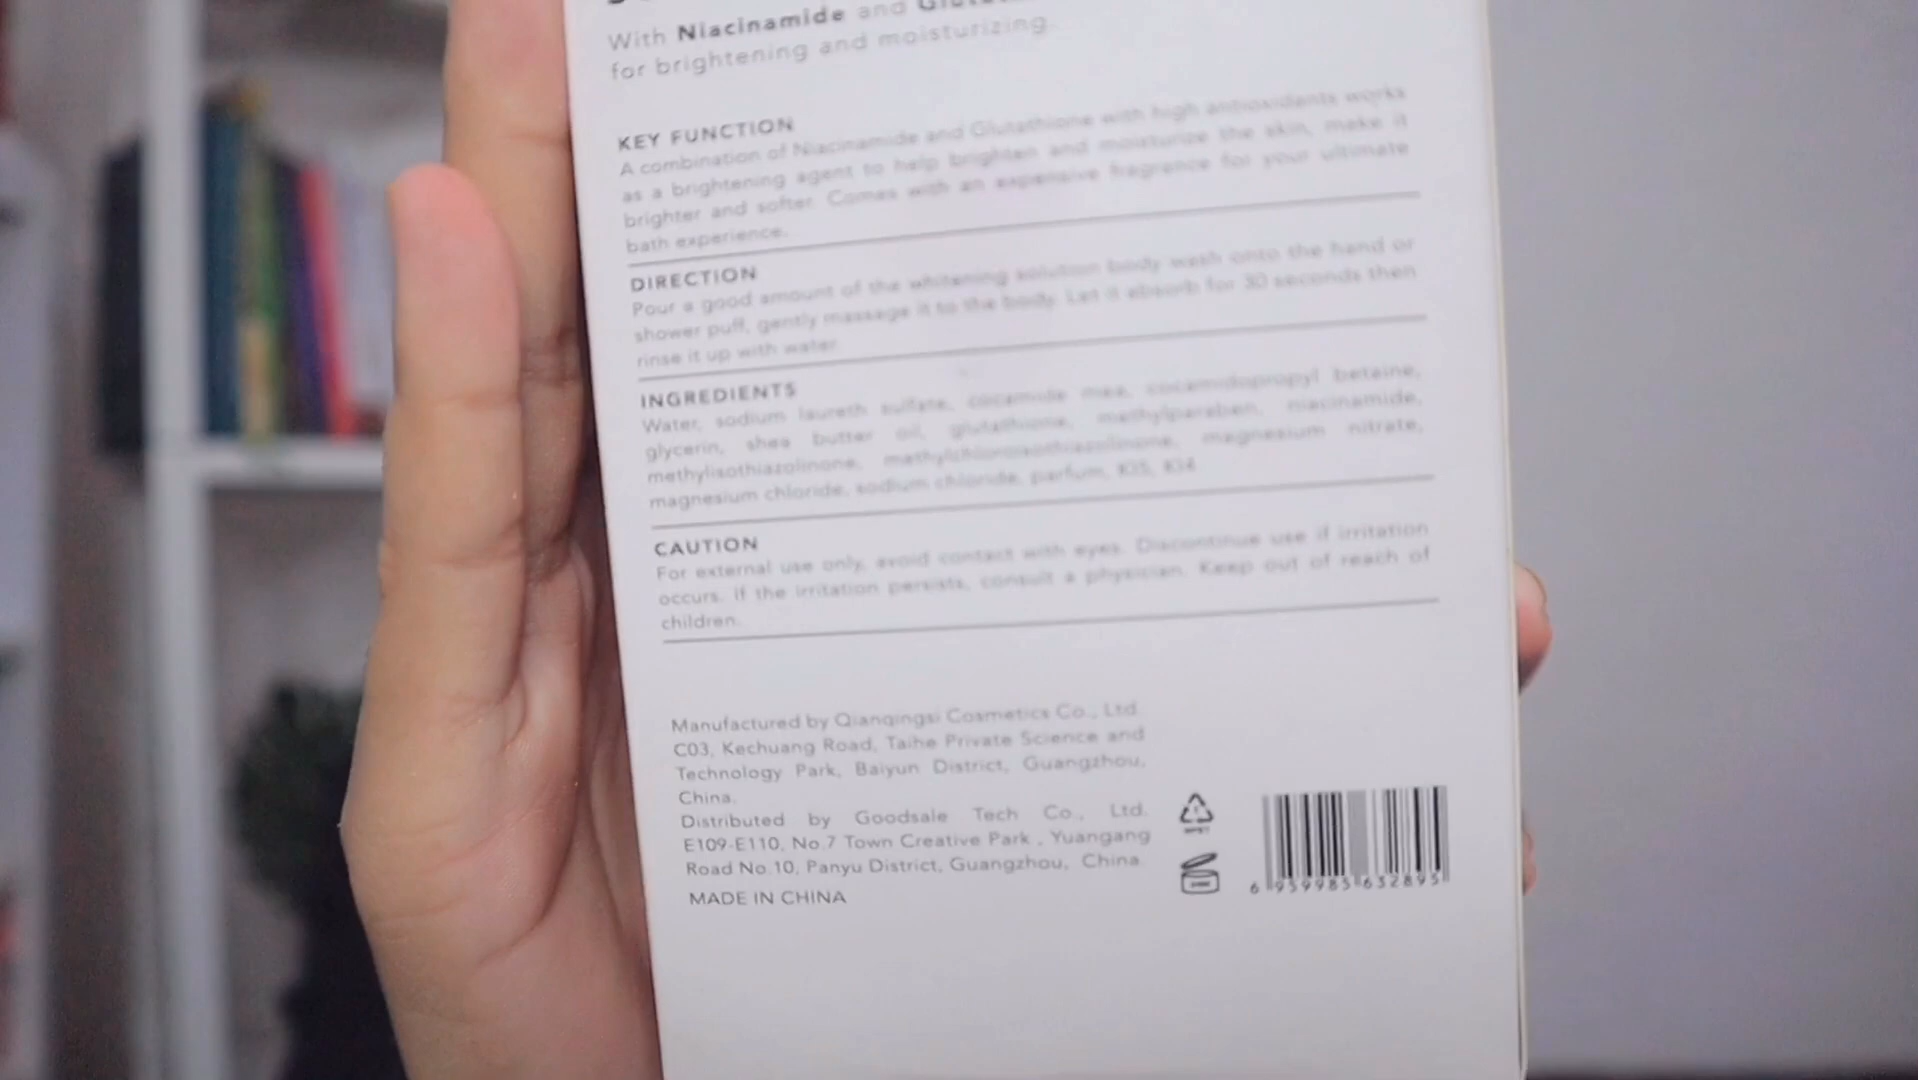 With Niacinamide and
for brightening and moisturizing.
KEY FUNCTION
A combination of Niacinamide and Glutathione with high antioxidants works
as a brightening agent to help brighten and moisturize the skin, make it
brighter and softer. Comes with an expensive fragrence for your ultimate
bath experience.
DIRECTION
Pour a good amount of the whitening solution body wash onto the hand or
shower puff, gently massage it to the body. Let it absorb for 30 seconds then
rinse it up with water.
INGREDIENTS
Water, sodium laureth sulfate, cocamide mea, cocamidopropyl betaine,
glycerin, shea butter oil, glutathione, methylparaben, niacinamide,
methylisothiazolinone, methylchloroisothiazolinone, magnesium nitrate,
magnesium chloride, sodium chloride, parfum,
CAUTION
For external use only, avoid contact with eyes. Discontinue use if irritation
occurs. If the irritation persists, consult a physician. Keep out of reach of
children.
Manufactured by Qianqingsi Cosmetics Co., Ltd.
C03, Kechuang Road, Taihe Private Science and
Technology Park, Baiyun District, Guangzhou,
China.
Distributed by Goodsale Tech Co., Ltd.
E109-E110, No.7 Town Creative Park , Yuangang
Road No.10, Panyu District, Guangzhou, China.
MADE IN CHINA
6 959985 632895